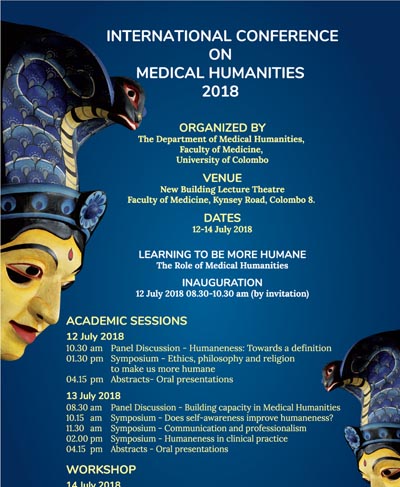 INTERNATIONAL CONFERENCE
ON
MEDICAL HUMANITIES
2018
ORGANIZED BY
The Department of Medical Humanities,
Faculty of Medicine,
University of Colombo
VENUE
New Building Lecture Theatre
Faculty of Medicine, Kynsey Road, Colombo 8.
DATES
12-14 July 2018
LEARNING TO BE MORE HUMANE
The Role of Medical Humanities
INAUGURATION
12 July 2018 08.30-10.30 am (by invitation)
ACADEMIC SESSIONS
12 July 2018
10.30 am Panel Discussion - Humaneness: Towards a definition
01.30 pm Symposium - Ethics, philosophy and religion
to make us more humane
04.15 pm Abstracts- Oral presentations
13 July 2018
08.30 am Panel Discussion - Building capacity in Medical Humanities
10.15 am Symposium - Does self-awareness improve humaneness?
11.30 am Symposium - Communication and professionalism
02.00 pm Symposium - Humaneness in clinical practice
04.15 pm Abstracts - Oral presentations
WORKSHOP
14 July 2018